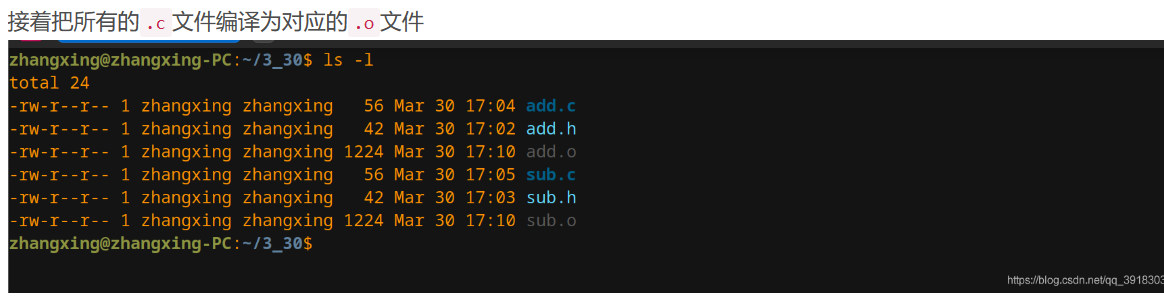 接着把所有的 .c 文件编译为对应的 .o 文件
zhangxing@zhangxing-PC:~/3_30$ ls -l
total 24
-rw-r--r-- 1 zhangxing zhangxing   56 Mar 30 17:04 add.c
-rw-r--r-- 1 zhangxing zhangxing   42 Mar 30 17:02 add.h
-rw-r--r-- 1 zhangxing zhangxing 1224 Mar 30 17:10 add.o
-rw-r--r-- 1 zhangxing zhangxing   56 Mar 30 17:05 sub.c
-rw-r--r-- 1 zhangxing zhangxing   42 Mar 30 17:03 sub.h
-rw-r--r-- 1 zhangxing zhangxing 1224 Mar 30 17:10 sub.o
zhangxing@zhangxing-PC:~/3_30$
https://blog.csdn.net/qq_3918303